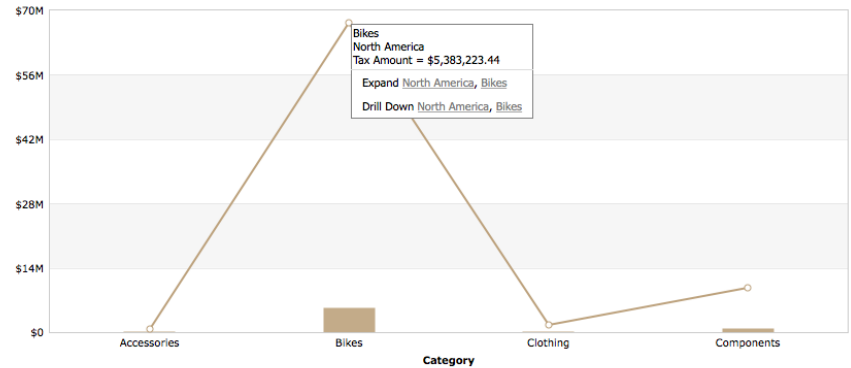 $70M
Bikes
North America
Tax Amount = $5,383,223.44
Expand North America, Bikes
Drill Down North America, Bikes
$56M
$42M
$28M
$14M
$0
Accessories Bikes Clothing Components
Category